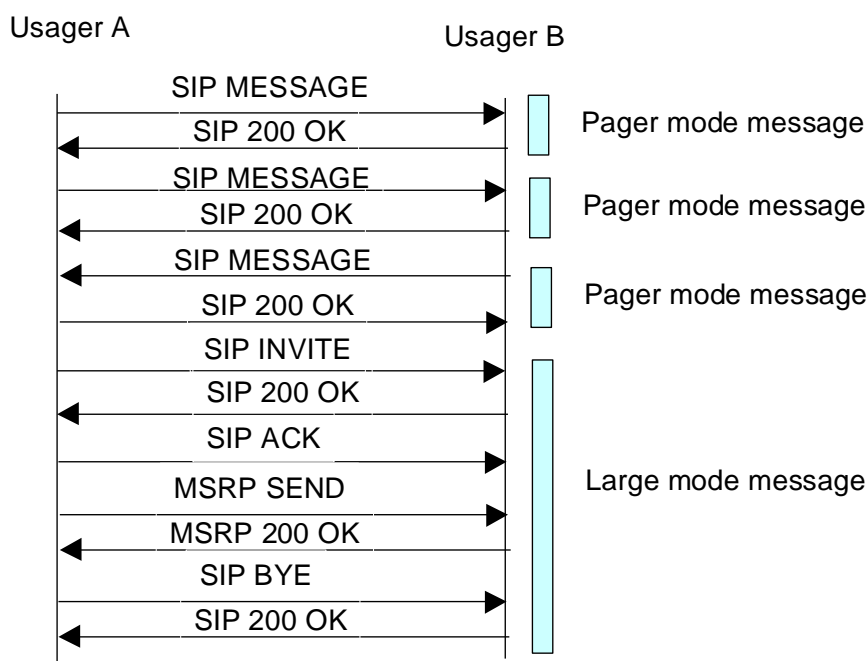 Usager A
Usager B
SIP MESSAGE
SIP 200 OK
Pager mode message
SIP MESSAGE
SIP 200 OK
Pager mode message
SIP MESSAGE
SIP 200 OK
Pager mode message
SIP INVITE
SIP 200 OK
SIP ACK
MSRP SEND
MSRP 200 OK
SIP BYE
SIP 200 OK
Large mode message